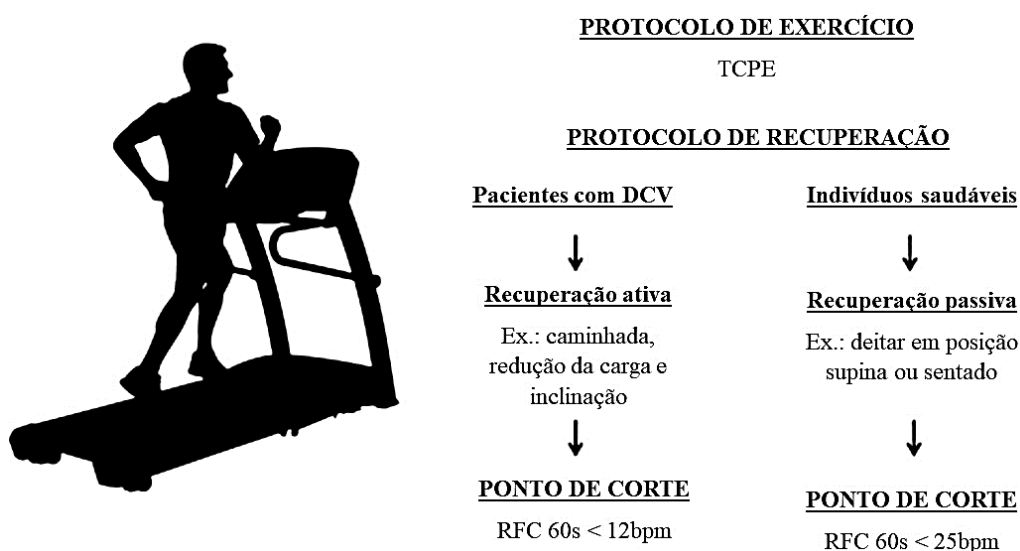 PROTOCOLO DE EXERCÍCIO
TCPE
PROTOCOLO DE RECUPERAÇÃO
Pacientes com DCV
Recuperação ativa
Ex.: caminhada,
redução da carga e
inclinação
PONTO DE CORTE
RFC 60s < 12bpm
Indivíduos saudáveis
Recuperação passiva
Ex.: deitar em posição
supina ou sentado
PONTO DE CORTE
RFC 60s < 25bpm